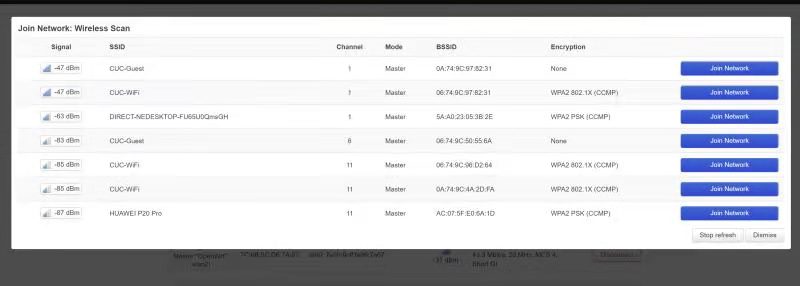 Join Network: Wireless Scan
Signal SSID Channel Mode BSSID Encryption
-47 dBm CUC-Guest 1 Master 0A:74:9C:97:82:31 None Join Network
-47 dBm CUC-WiFi 1 Master 06:74:9C:97:82:31 WPA2 802.1X (CCMP) Join Network
-63 dBm DIRECT-NEDESKTOP-FU65U0QmsGH 1 Master 5A:A0:23:05:3B:2E WPA2 PSK (CCMP) Join Network
-83 dBm CUC-Guest 6 Master 06:74:9C:50:55:6A None Join Network
-85 dBm CUC-WiFi 11 Master 06:74:9C:96:D2:64 WPA2 802.1X (CCMP) Join Network
-85 dBm CUC-WiFi 11 Master 0A:74:9C:4A:2D:FA WPA2 802.1X (CCMP) Join Network
-87 dBm HUAWEI P20 Pro 11 Master AC:07:5F:E0:6A:1D WPA2 PSK (CCMP) Join Network
Stop refresh Dismiss
-31 dBm Short GI Disconnect